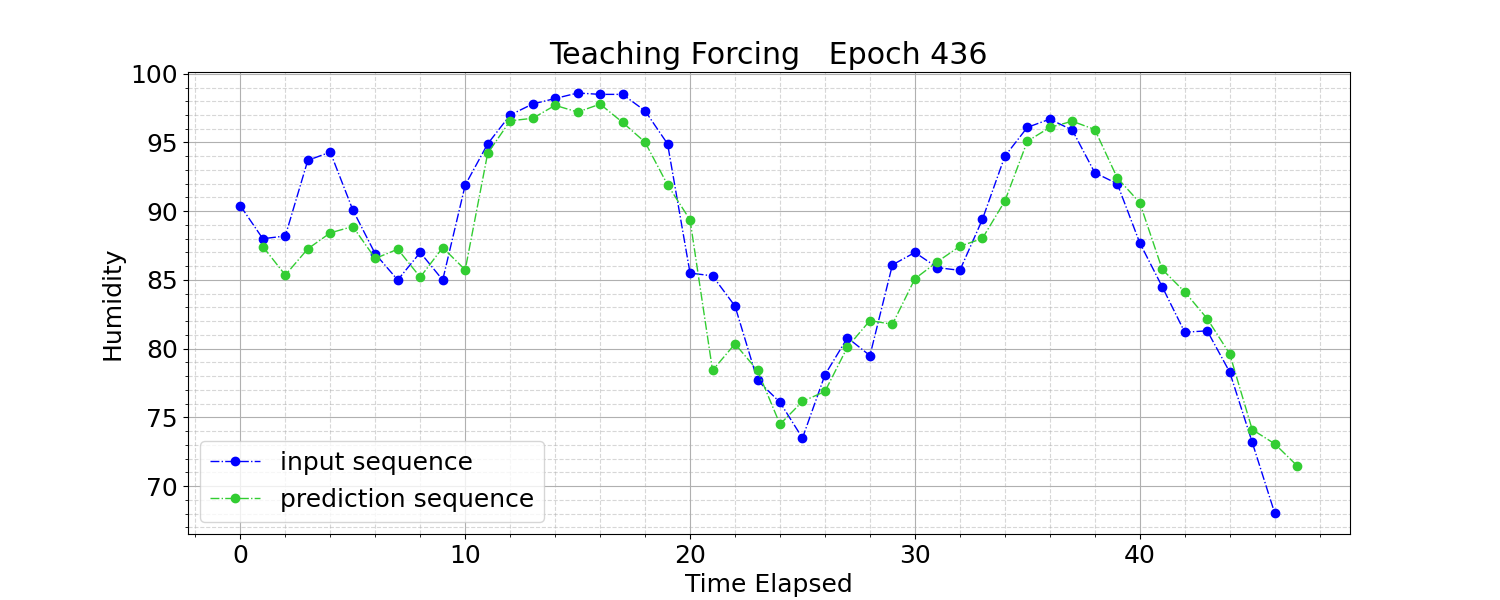 Teaching Forcing   Epoch 436
100
95
90
85
80
75
70
Humidity
input sequence
prediction sequence
0 10 20 30 40
Time Elapsed